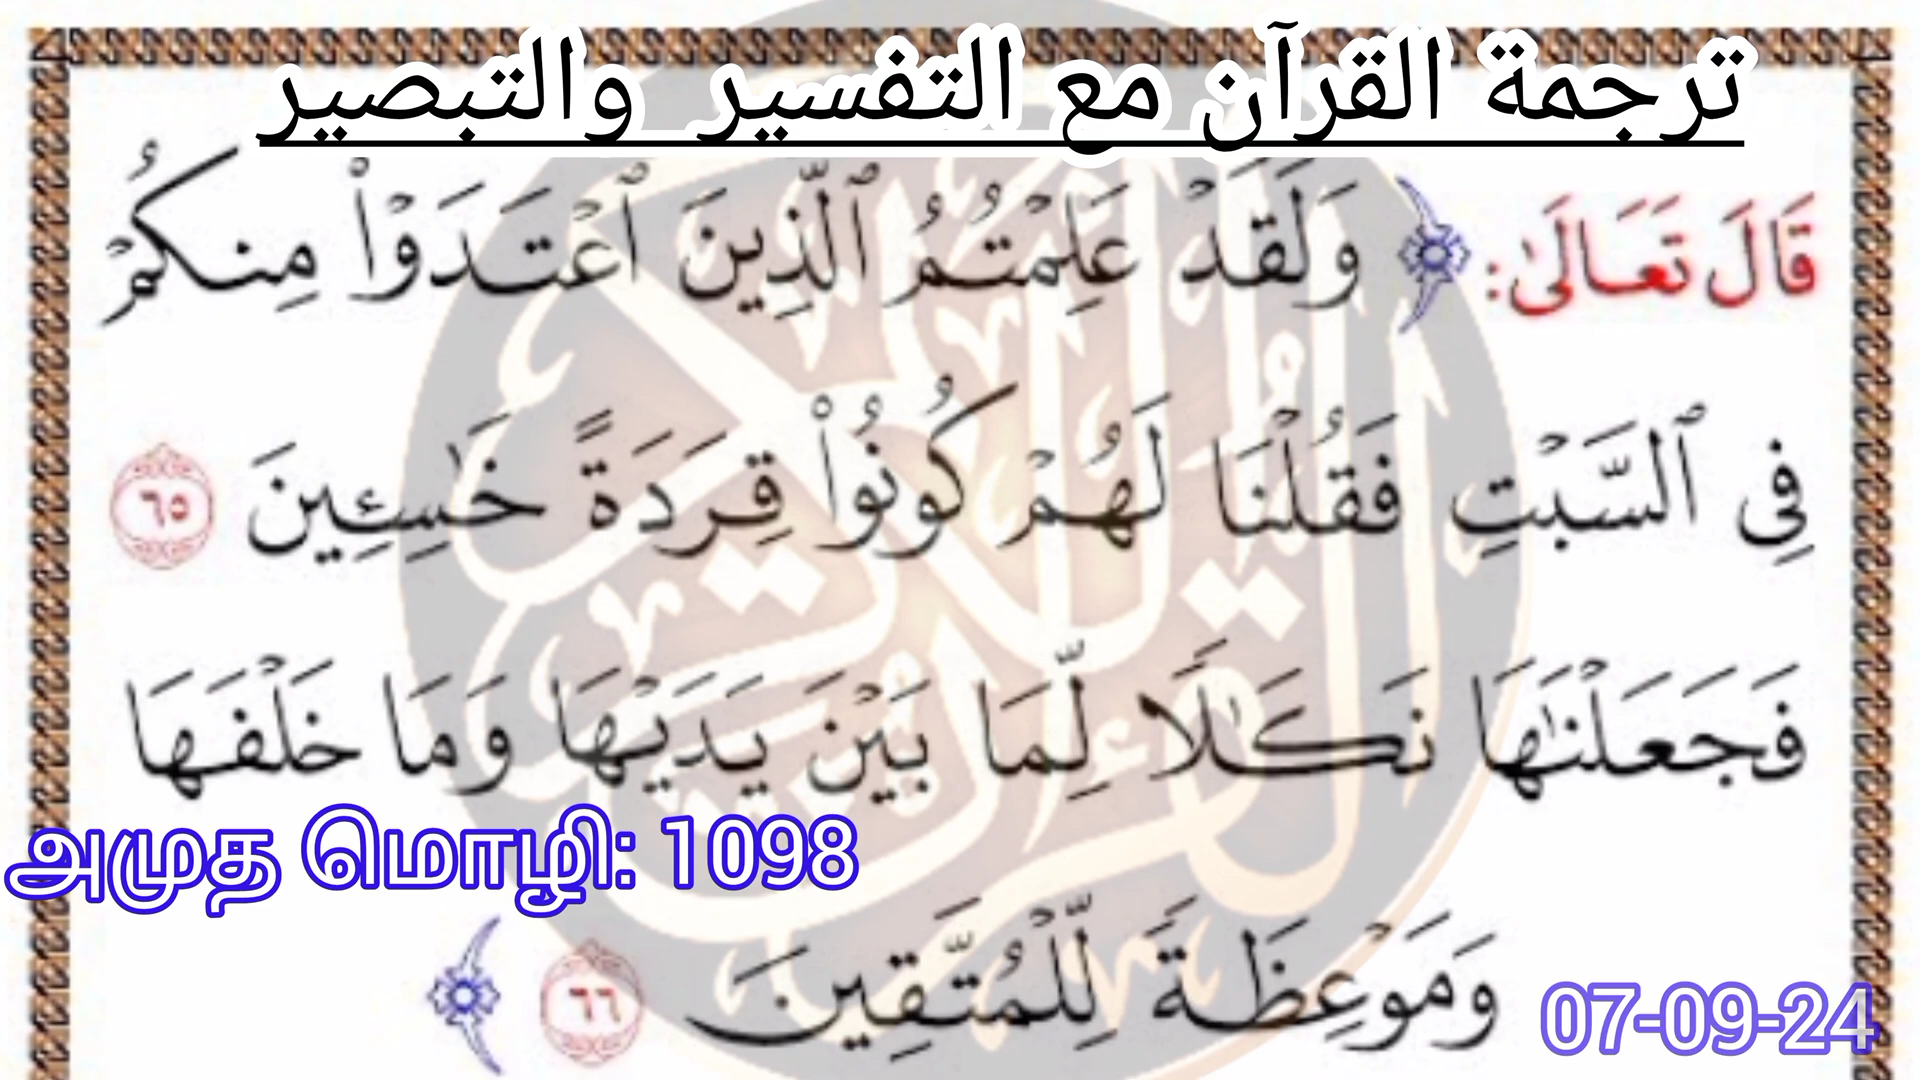 ترجمة القرآن مع التفسير والتبصير
قَالَ تَعَالَىٰ: ﴿ وَلَقَدۡ عَلِمۡتُمُ ٱلَّذِينَ ٱعۡتَدَوۡاْ مِنكُمۡ
فِي ٱلسَّبۡتِ فَقُلۡنَا لَهُمۡ كُونُواْ قِرَدَةً خَٰسِـِٔينَ ٦٥
فَجَعَلۡنَٰهَا نَكَٰلٗا لِّمَا بَيۡنَ يَدَيۡهَا وَمَا خَلۡفَهَا
அமுத மொழி: 1098
وَمَوۡعِظَةٗ لِّلۡمُتَّقِينَ ٦٦ ﴾
07-09-24